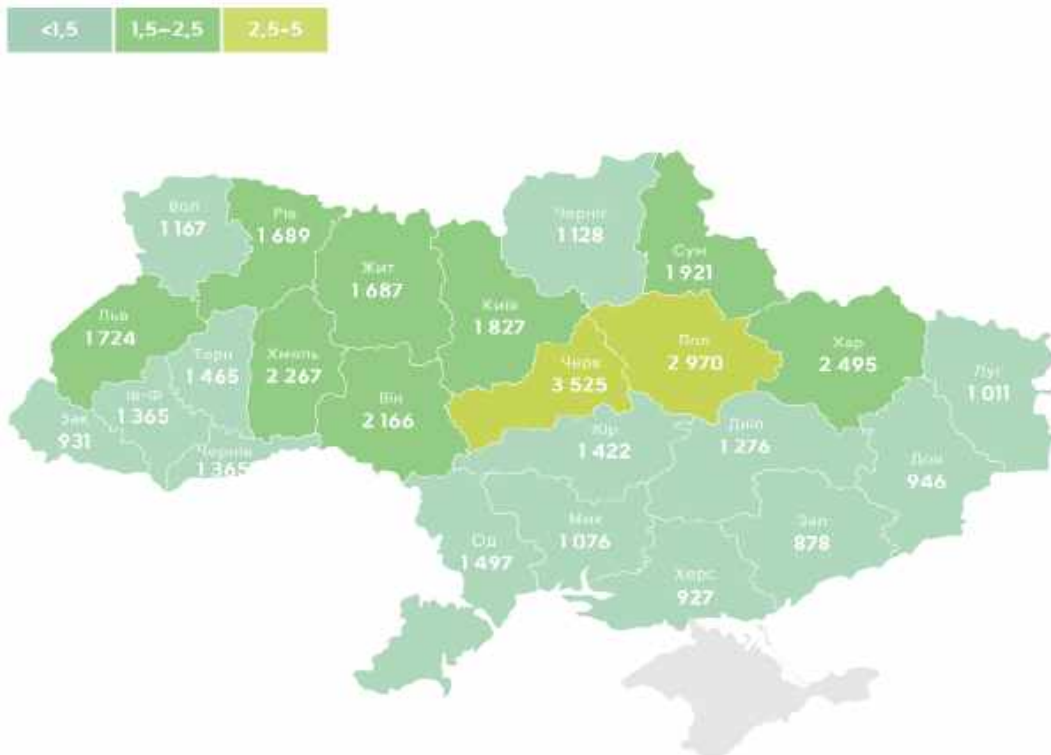 <1,5 1,5–2,5 2,5-5
Вол
1 167
Рів
1 689
Жит
1 687
Київ
1 827
Черніг
1 128
Сум
1 921
Льв
1 724
Терн
1 465
Хмель
2 267
Він
2 166
Черк
3 525
Пол
2 970
Хар
2 495
Луг
1 011
Зак
931
Ів-Ф
1 365
Чернів
1 365
Кір
1 422
Дніп
1 276
Дон
946
Од
1 497
Мик
1 076
Зап
878
Херс
927